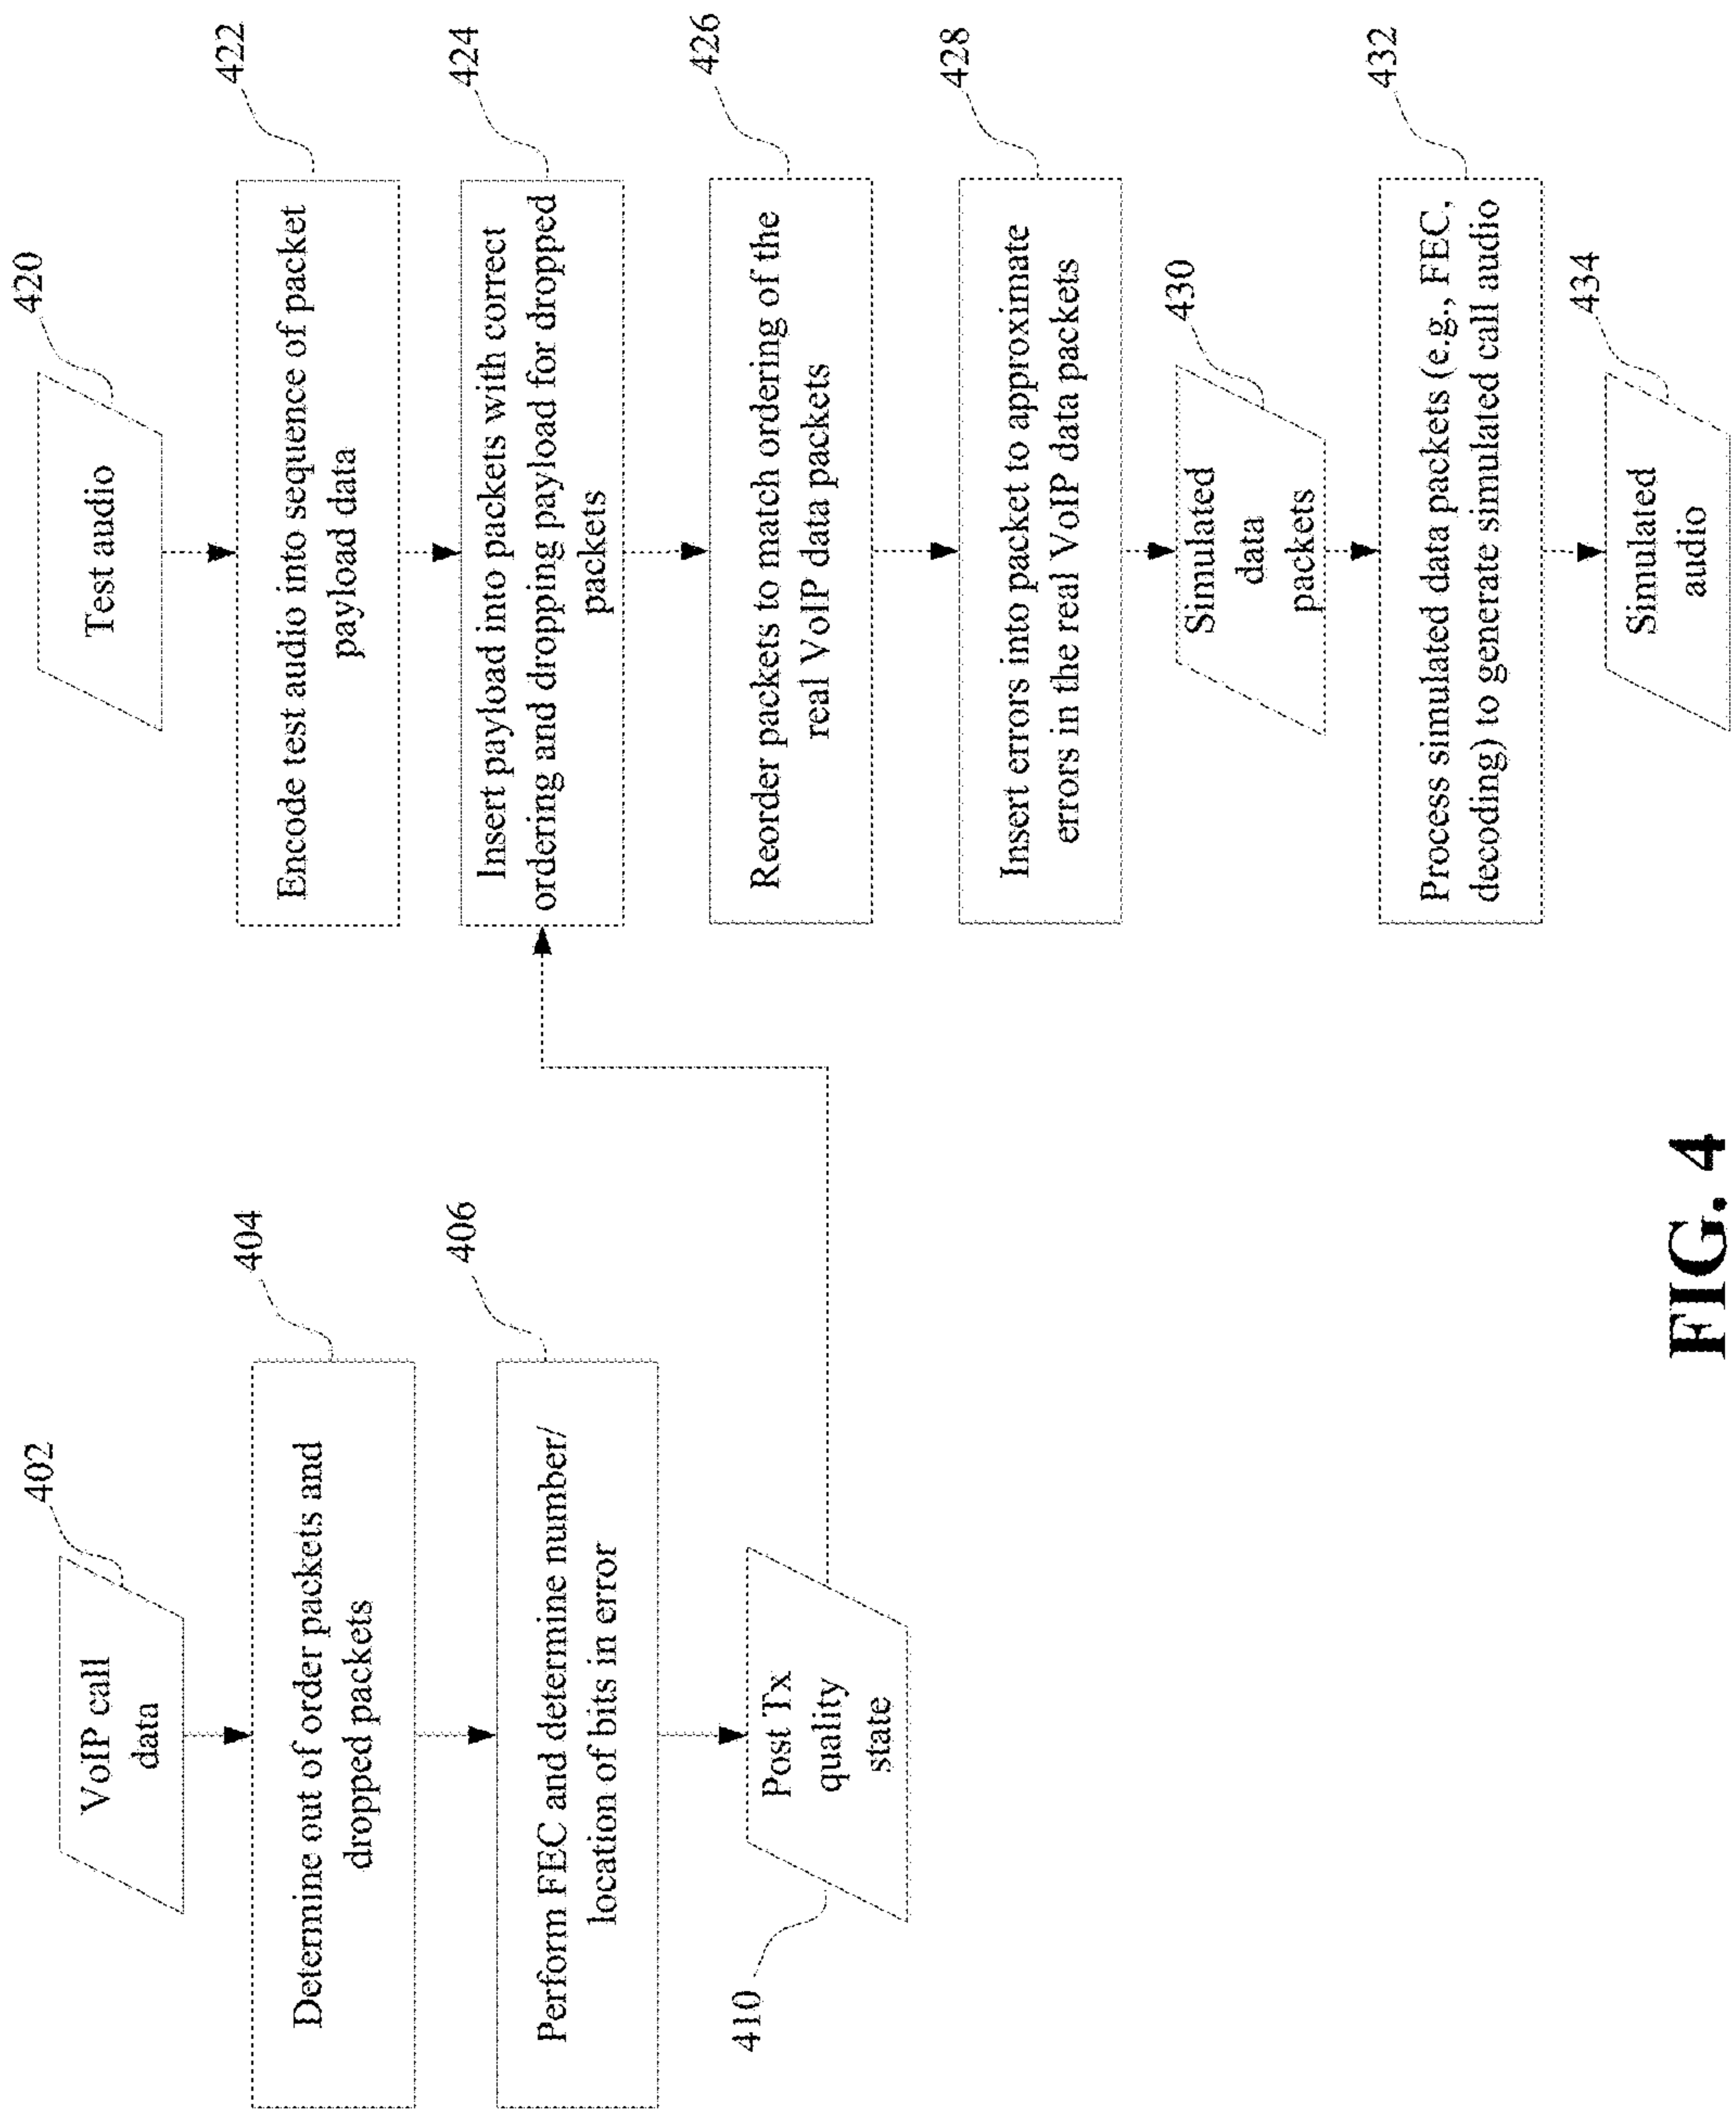 402
VoIP call
data
404
Determine out of order packets and
dropped packets
406
Perform FEC and determine number/
location of bits in error
410
Post Tx
quality
state
420
Test audio
422
Encode test audio into sequence of packet
payload data
424
Insert payload into packets with correct
ordering and dropping payload for dropped
packets
426
Reorder packets to match ordering of the
real VoIP data packets
428
Insert errors into packet to approximate
errors in the real VoIP data packets
430
Simulated
data
packets
432
Process simulated data packets (e.g., FEC,
decoding) to generate simulated call audio
434
Simulated
audio
FIG. 4